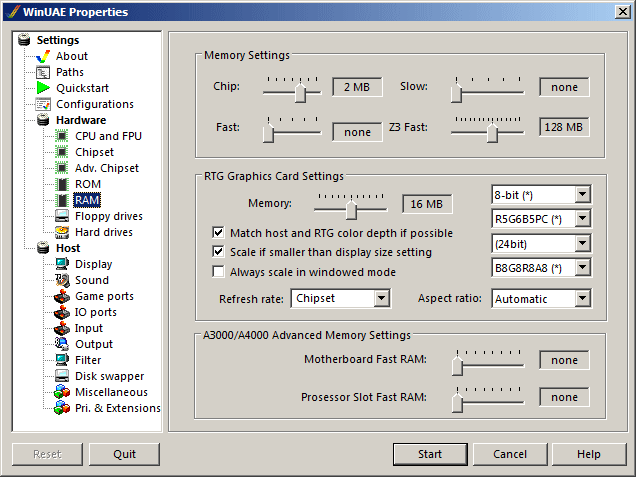 WinUAE Properties
Settings
About
Paths
Quickstart
Configurations
Hardware
CPU and FPU
Chipset
Adv. Chipset
ROM
RAM
Floppy drives
Hard drives
Host
Display
Sound
Game ports
IO ports
Input
Output
Filter
Disk swapper
Miscellaneous
Pri. & Extensions
Memory Settings
Chip: 2 MB Slow: none
Fast: none Z3 Fast: 128 MB
RTG Graphics Card Settings
Memory: 16 MB 8-bit (*)
R5G6B5PC (*)
Match host and RTG color depth if possible
(24bit)
Scale if smaller than display size setting
B8G8R8A8 (*)
Always scale in windowed mode
Refresh rate: Chipset Aspect ratio: Automatic
A3000/A4000 Advanced Memory Settings
Motherboard Fast RAM: none
Prosessor Slot Fast RAM: none
Reset Quit Start Cancel Help